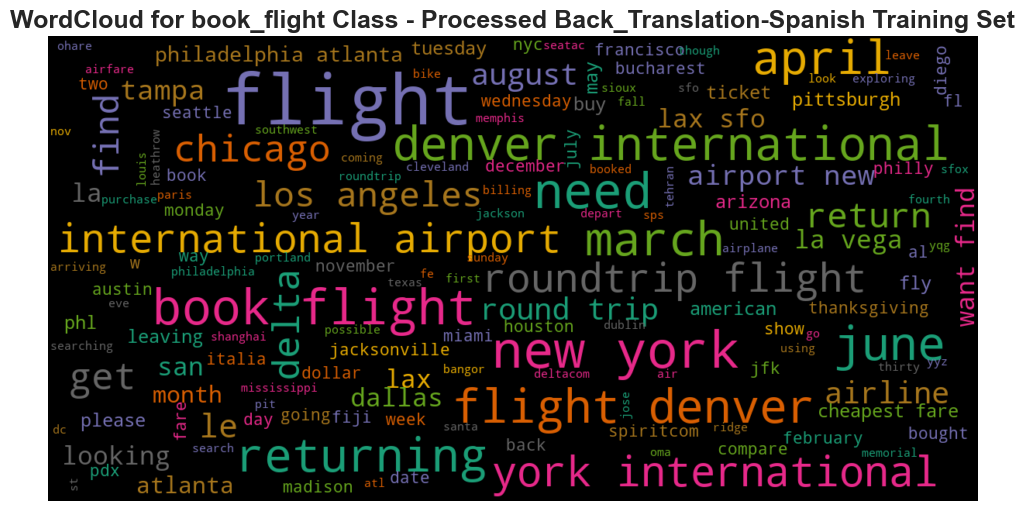 WordCloud for book_flight Class - Processed Back_Translation-Spanish Training Set
ohare
philadelphia atlanta
tuesday
nyc
seatac
francisco
though
april
leave
airfare
two
tampa
bike
august
may
bucharest
look
exploring
diego
flight
sioux
fall
sfo
ticket
pittsburgh
fl
find
seattle
wednesday
buy
memphis
lax sfo
nov
southwest
denver international
chicago
july
heathrow
louis
coming
cleveland
december
booked
tehran
airport new
philly
sfox
book
roundtrip
la
purchase
paris
los angeles
billing
need
arizona
fourth
monday
year
jackson
depart
sps
united
return
want find
international airport
march
airplane
la vega
al
yqg
way
portland
sunday
arriving
w
philadelphia
november
fe
first
roundtrip flight
fly
austin
eve
texas
delta
book flight
round trip
american
thanksgiving
phl
leaving
shanghai
possible
miami
houston
dublin
show
go
june
searching
san
italia
jacksonville
new york
using
get
dollar
lax
bangor
deltacom
air
jfk
thirty
yyz
month
mississippi
dallas
flight denver
jose
airline
please
fare
le
pit
day
going
fiji
week
santa
spiritcom
ridge
cheapest fare
bought
dc
search
back
compare
february
looking
returning
oma
memorial
pdx
st
atlanta
madison
atl
date
york international